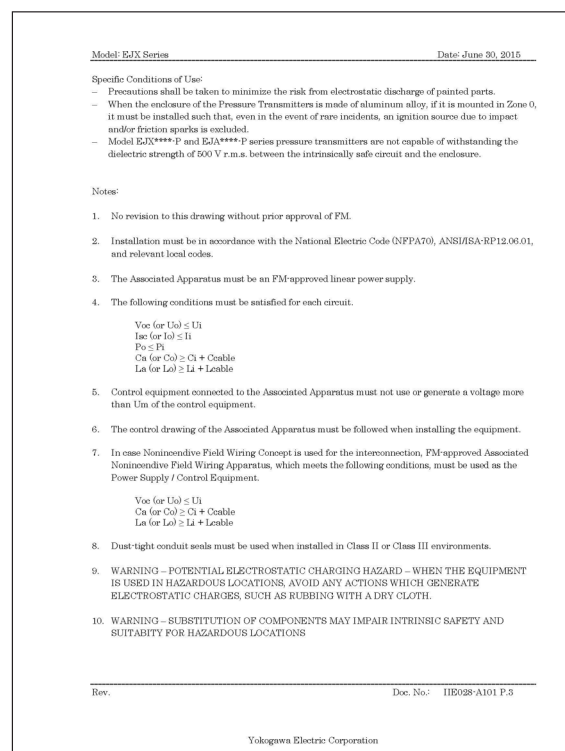 Model: EJX Series Date: June 30, 2015
Specific Conditions of Use:
– Precautions shall be taken to minimize the risk from electrostatic discharge of painted parts.
– When the enclosure of the Pressure Transmitters is made of aluminum alloy, if it is mounted in Zone 0,
it must be installed such that, even in the event of rare incidents, an ignition source due to impact
and/or friction sparks is excluded.
– Model EJX****-P and EJA****-P series pressure transmitters are not capable of withstanding the
dielectric strength of 500 V r.m.s. between the intrinsically safe circuit and the enclosure.
Notes:
1. No revision to this drawing without prior approval of FM.
2. Installation must be in accordance with the National Electric Code (NFPA70), ANSI/ISA-RP12.06.01,
and relevant local codes.
3. The Associated Apparatus must be an FM-approved linear power supply.
4. The following conditions must be satisfied for each circuit.
Voc (or Uo) ≤ Ui
Isc (or Io) ≤ Ii
Po ≤ Pi
Ca (or Co) ≥ Ci + Ccable
La (or Lo) ≥ Li + Lcable
5. Control equipment connected to the Associated Apparatus must not use or generate a voltage more
than Um of the control equipment.
6. The control drawing of the Associated Apparatus must be followed when installing the equipment.
7. In case Nonincendive Field Wiring Concept is used for the interconnection, FM-approved Associated
Nonincendive Field Wiring Apparatus, which meets the following conditions, must be used as the
Power Supply / Control Equipment.
Voc (or Uo) ≤ Ui
Ca (or Co) ≥ Ci + Ccable
La (or Lo) ≥ Li + Lcable
8. Dust-tight conduit seals must be used when installed in Class II or Class III environments.
9. WARNING – POTENTIAL ELECTROSTATIC CHARGING HAZARD – WHEN THE EQUIPMENT
IS USED IN HAZARDOUS LOCATIONS, AVOID ANY ACTIONS WHICH GENERATE
ELECTROSTATIC CHARGES, SUCH AS RUBBING WITH A DRY CLOTH.
10. WARNING – SUBSTITUTION OF COMPONENTS MAY IMPAIR INTRINSIC SAFETY AND
SUITABITY FOR HAZARDOUS LOCATIONS
Rev. Doc. No.: IIE028-A101 P.3
Yokogawa Electric Corporation